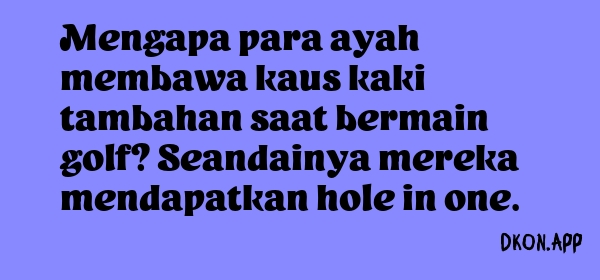 Mengapa para ayah
membawa kaus kaki
tambahan saat bermain
golf? Seandainya mereka
mendapatkan hole in one.
DKON.APP